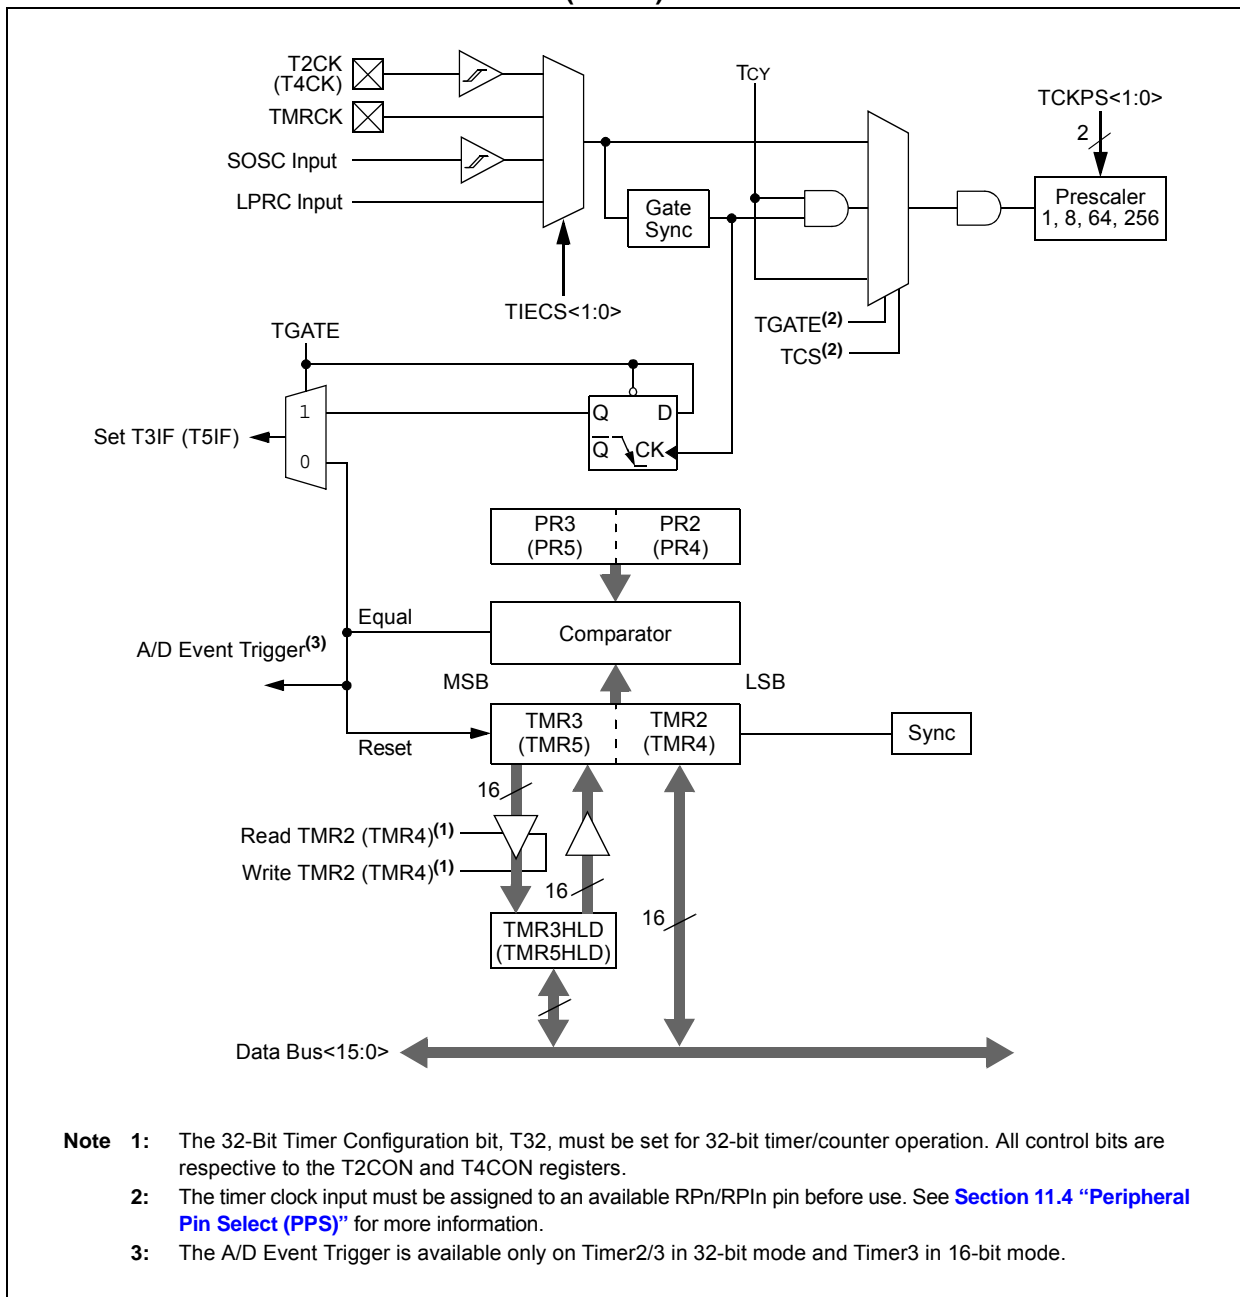 T2CK
(T4CK)
TMRCK
SOSC Input
LPRC Input
TCY
TCKPS<1:0>
2
Gate
Sync
Prescaler
1, 8, 64, 256
TIECS<1:0>
TGATE(2)
TCS(2)
TGATE
1
0
Set T3IF (T5IF)
Q D
Q CK
PR3
(PR5)
PR2
(PR4)
Equal
Comparator
A/D Event Trigger(3)
MSB
LSB
TMR3
(TMR5)
TMR2
(TMR4)
Sync
Reset
16
Read TMR2 (TMR4)(1)
Write TMR2 (TMR4)(1)
16
16
TMR3HLD
(TMR5HLD)
Data Bus<15:0>
Note 1: The 32-Bit Timer Configuration bit, T32, must be set for 32-bit timer/counter operation. All control bits are
respective to the T2CON and T4CON registers.
2: The timer clock input must be assigned to an available RPn/RPIn pin before use. See Section 11.4 “Peripheral
Pin Select (PPS)” for more information.
3: The A/D Event Trigger is available only on Timer2/3 in 32-bit mode and Timer3 in 16-bit mode.